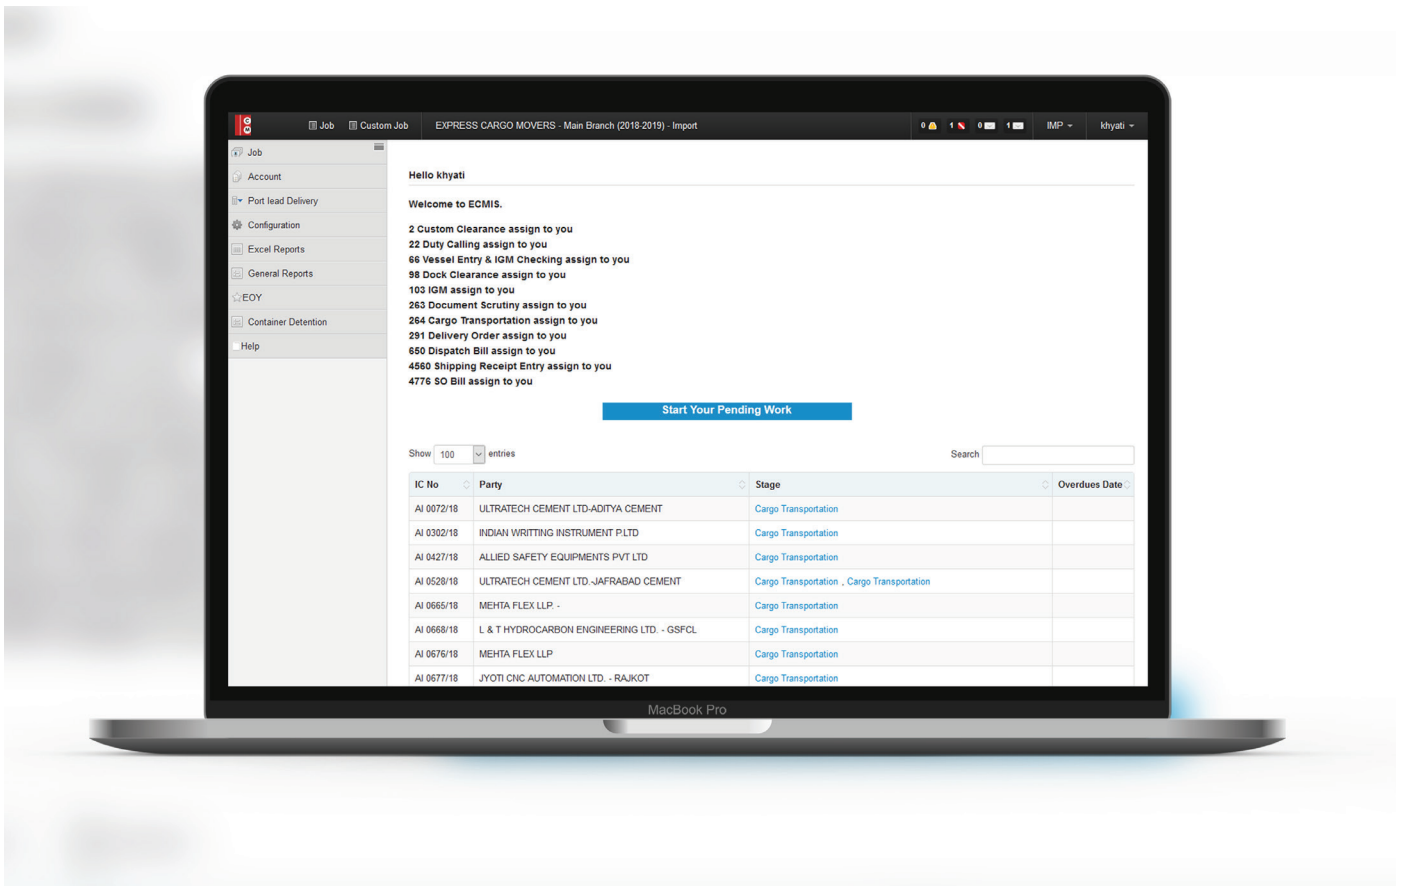 C
M
Job
Custom Job
EXPRESS CARGO MOVERS - Main Branch (2018-2019) - Import
0
1
0
1
IMP
khyati
Job
Account
Port lead Delivery
Configuration
Excel Reports
General Reports
EOY
Container Detention
Help
Hello khyati
Welcome to ECMIS.
2 Custom Clearance assign to you
22 Duty Calling assign to you
66 Vessel Entry & IGM Checking assign to you
98 Dock Clearance assign to you
103 IGM assign to you
263 Document Scrutiny assign to you
264 Cargo Transportation assign to you
291 Delivery Order assign to you
650 Dispatch Bill assign to you
4560 Shipping Receipt Entry assign to you
4776 SO Bill assign to you
Start Your Pending Work
Show 100 entries
Search
IC No Party Stage Overdues Date
AI 0072/18 ULTRATECH CEMENT LTD-ADITYA CEMENT Cargo Transportation
AI 0302/18 INDIAN WRITTING INSTRUMENT P.LTD Cargo Transportation
AI 0427/18 ALLIED SAFETY EQUIPMENTS PVT LTD Cargo Transportation
AI 0528/18 ULTRATECH CEMENT LTD.-JAFRABAD CEMENT Cargo Transportation , Cargo Transportation
AI 0665/18 MEHTA FLEX LLP. - Cargo Transportation
AI 0668/18 L & T HYDROCARBON ENGINEERING LTD. - GSFCL Cargo Transportation
AI 0676/18 MEHTA FLEX LLP Cargo Transportation
AI 0677/18 JYOTI CNC AUTOMATION LTD. - RAJKOT Cargo Transportation
MacBook Pro